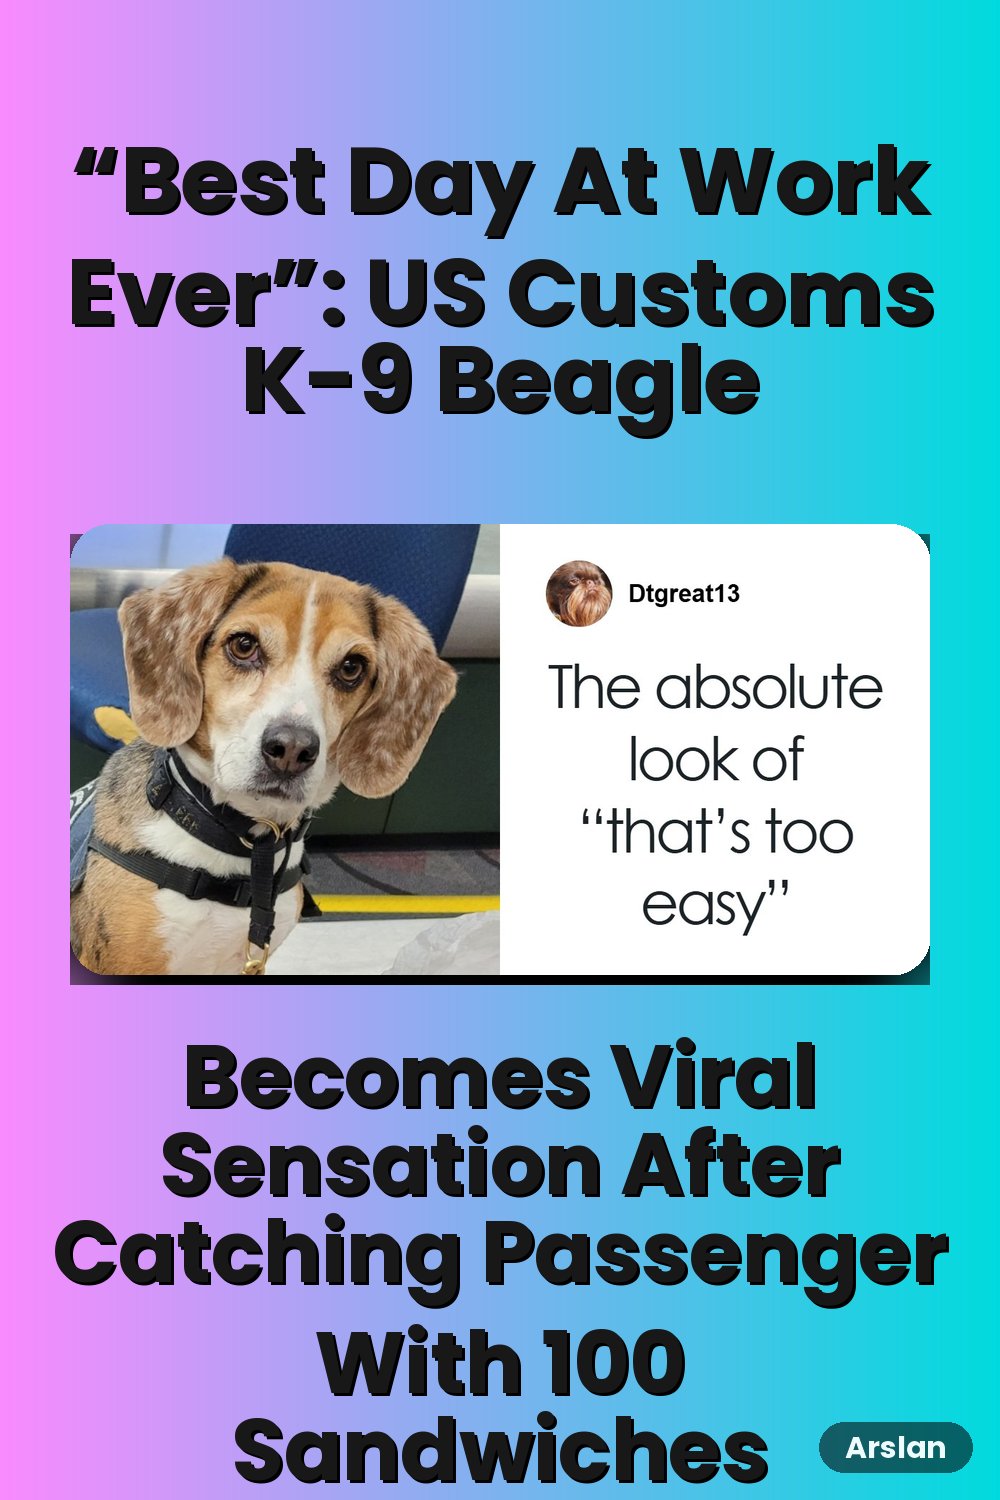 “Best Day At Work
Ever”: US Customs
K-9 Beagle
Dtgreat13
The absolute
look of
“that’s too
easy”
Becomes Viral
Sensation After
Catching Passenger
With 100
Sandwiches
Arslan